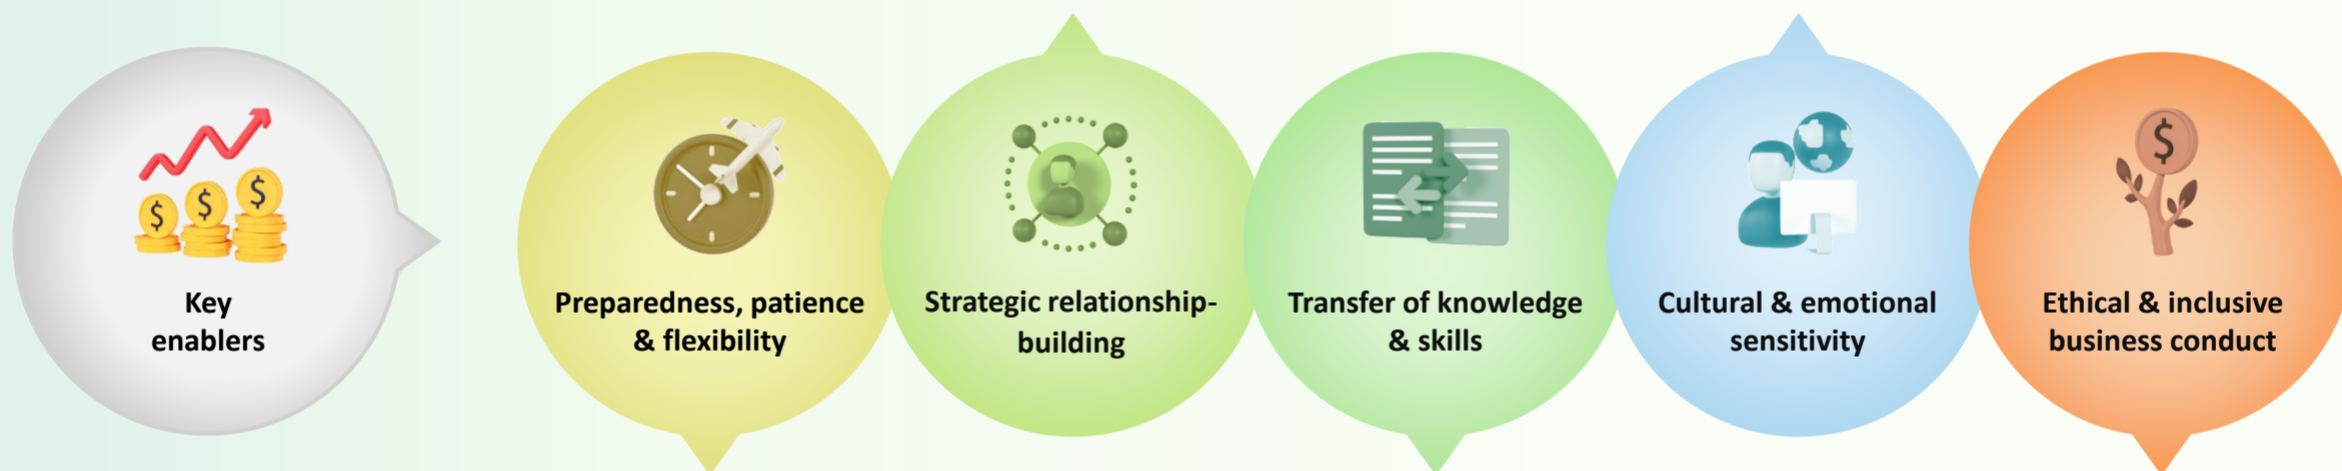 Key
enablers
Preparedness, patience
& flexibility
Strategic relationship-
building
Transfer of knowledge
& skills
Cultural & emotional
sensitivity
Ethical & inclusive
business conduct